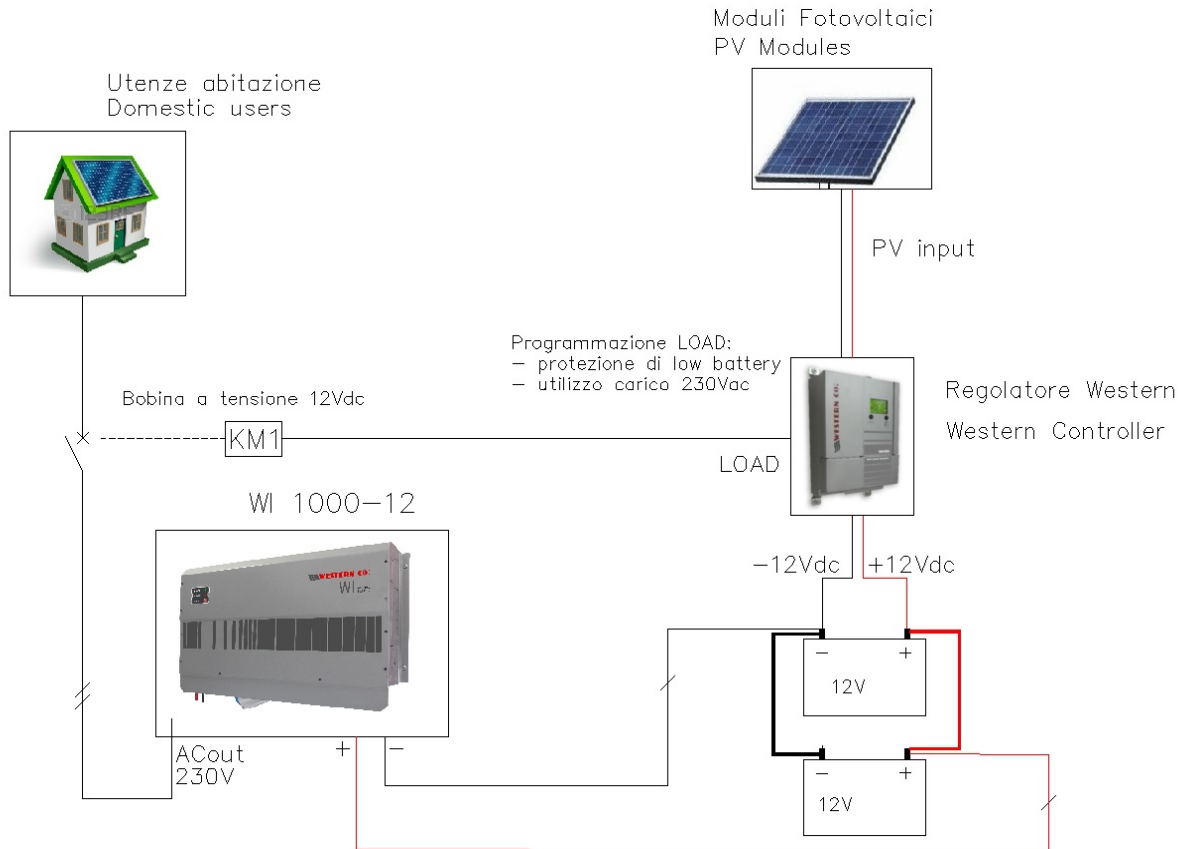 Moduli Fotovoltaici
PV Modules
Utenze abitazione
Domestic users
PV input
Programmazione LOAD:
- protezione di low battery
- utilizzo carico 230Vac
Bobina a tensione 12Vdc
KM1
LOAD
WESTERN CO.
Regolatore Western
Western Controller
WI 1000-12
WESTERN CO.
WI
-12Vdc
+12Vdc
- +
12V
ACout
230V
+ -
- +
12V